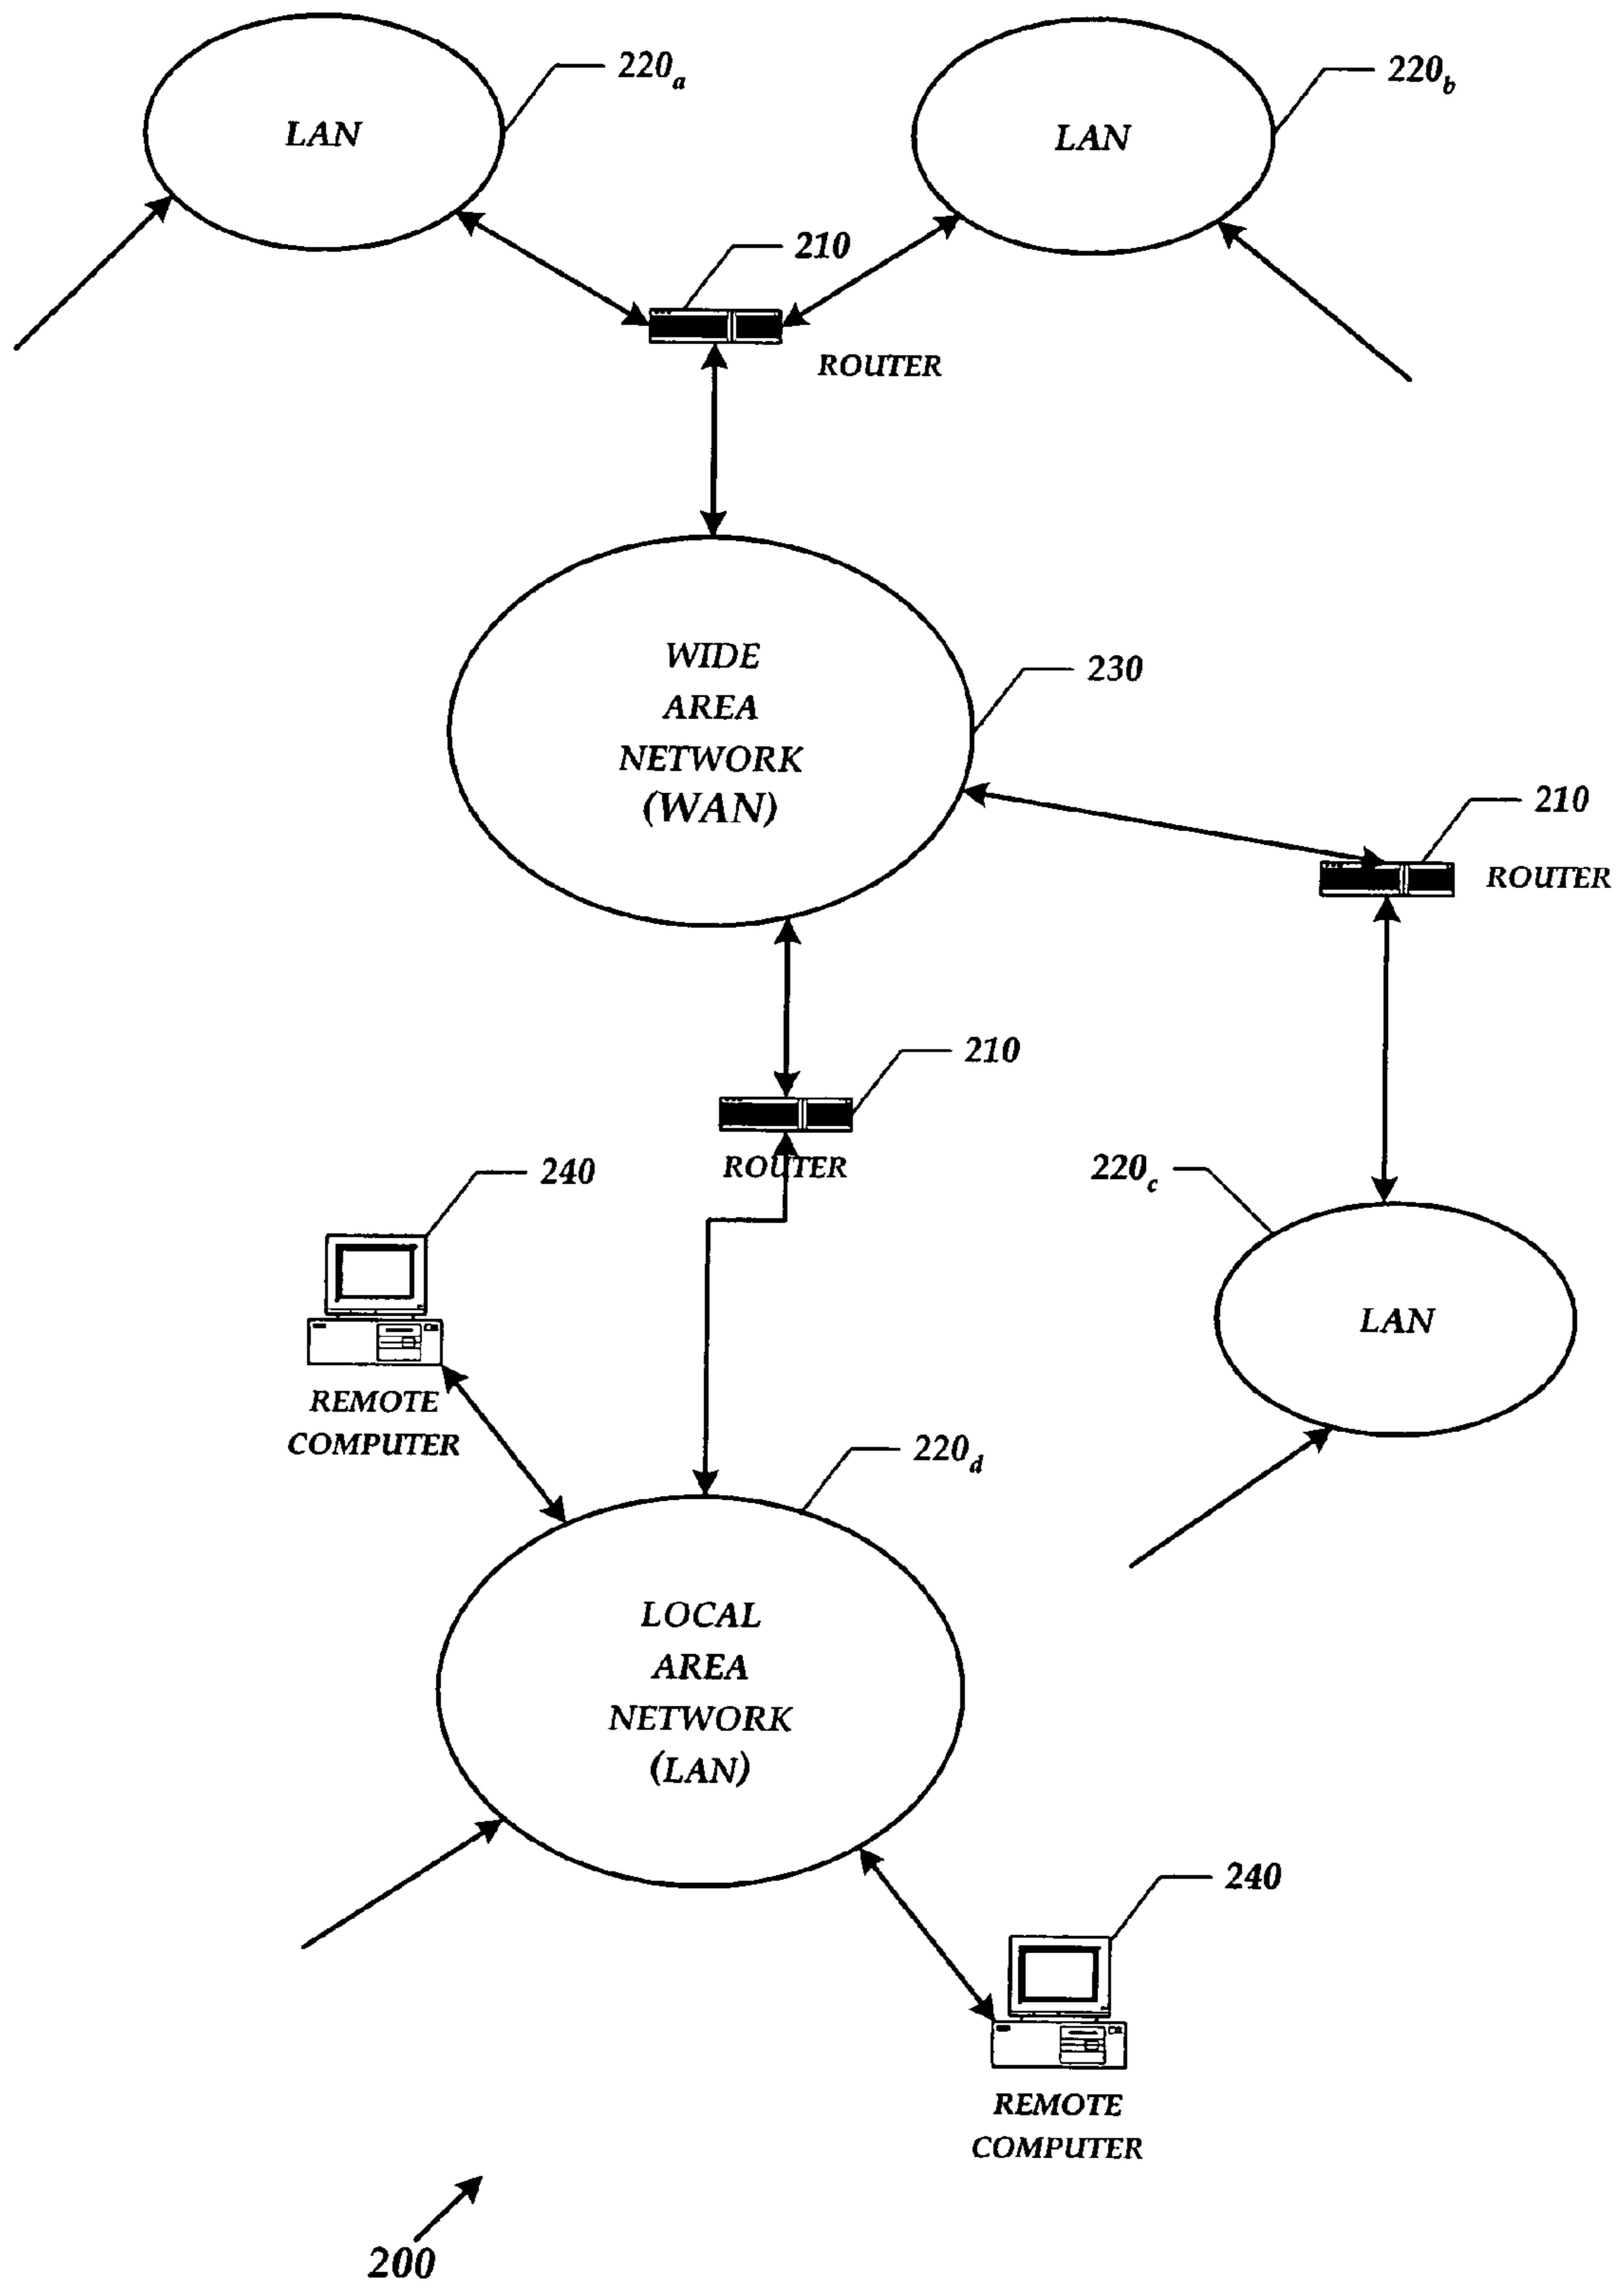 220a
220b
LAN
LAN
210
ROUTER
WIDE
AREA
NETWORK
(WAN)
230
210
ROUTER
210
ROUTER
240
REMOTE
COMPUTER
220c
LAN
220d
LOCAL
AREA
NETWORK
(LAN)
240
REMOTE
COMPUTER
200